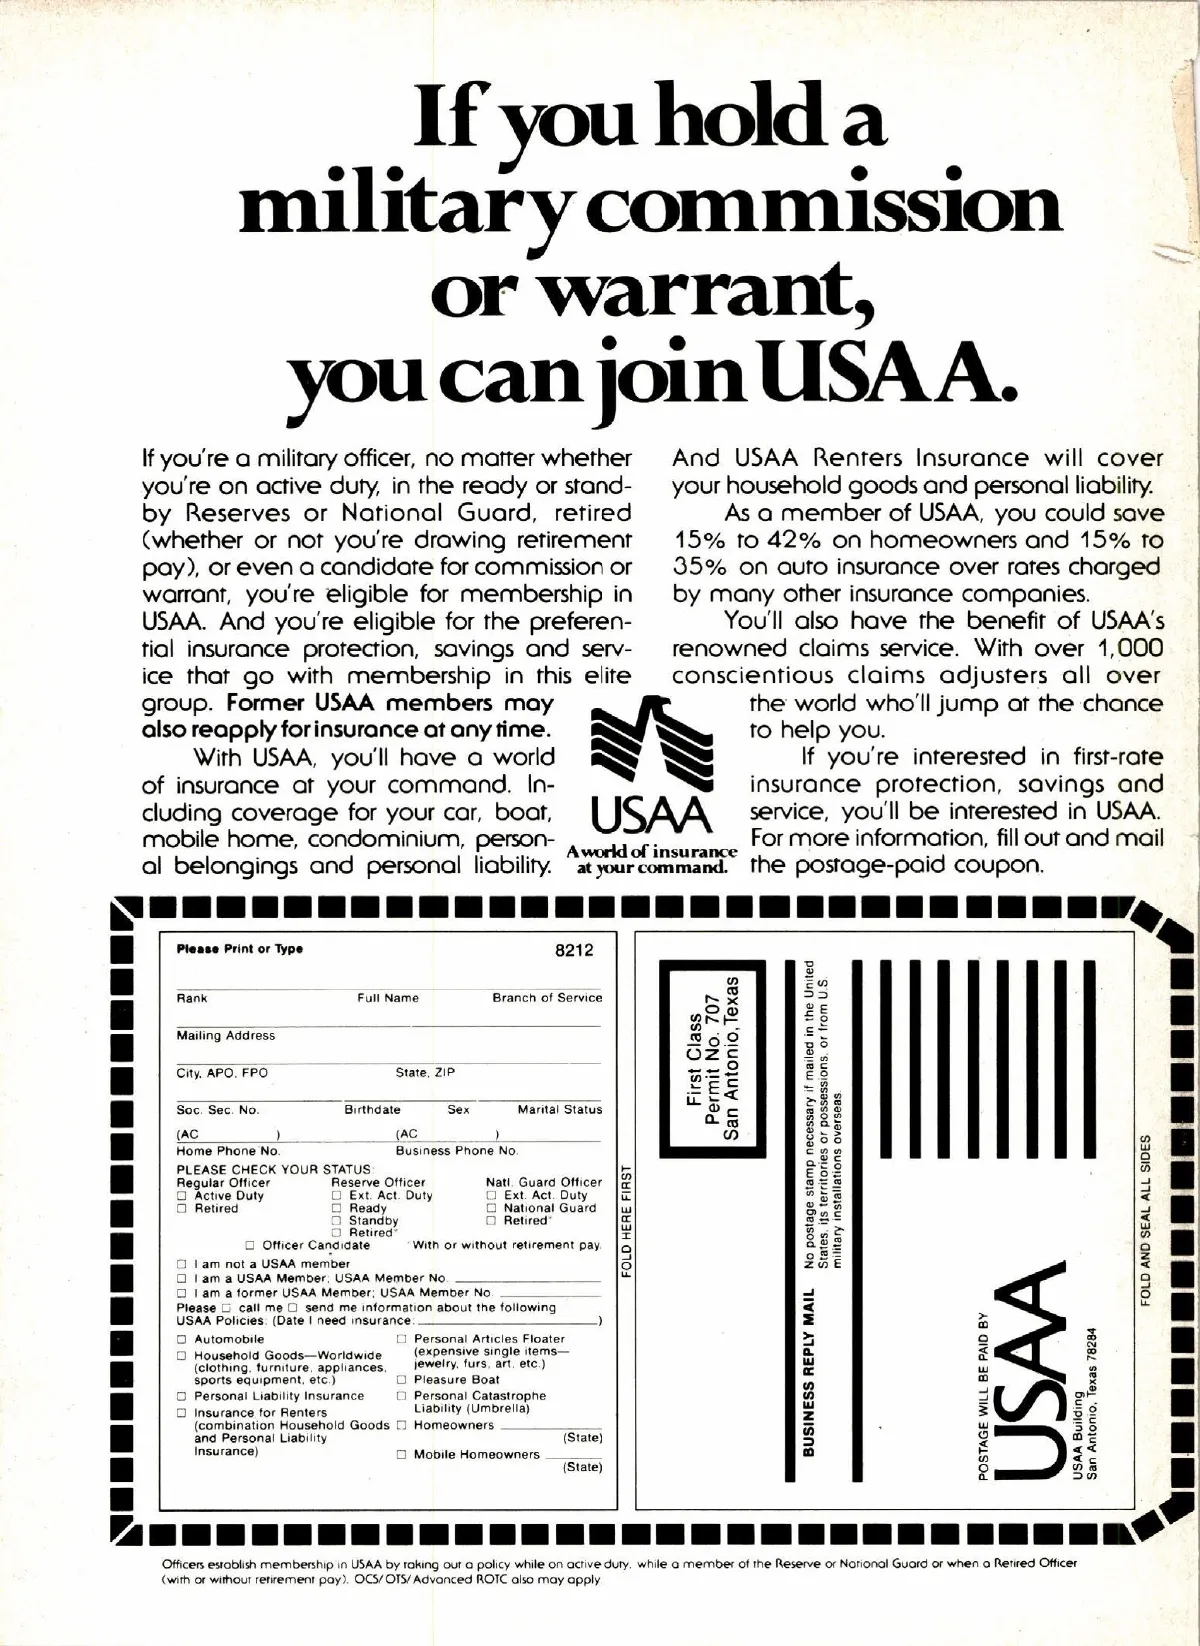 If you hold a
military commission
or warrant,
you can join USAA.
If you're a military officer, no matter whether
you're on active duty, in the ready or stand-
by Reserves or National Guard, retired
(whether or not you're drawing retirement
pay), or even a candidate for commission or
warrant, you're eligible for membership in
USAA. And you're eligible for the preferen-
tial insurance protection, savings and serv-
ice that go with membership in this elite
group. Former USAA members may
also reapply for insurance at any time.
With USAA, you'll have a world
of insurance at your command. In-
cluding coverage for your car, boat,
mobile home, condominium, person-
al belongings and personal liability.
USAA
A world of insurance
at your command.
And USAA Renters Insurance will cover
your household goods and personal liability.
As a member of USAA, you could save
15% to 42% on homeowners and 15% to
35% on auto insurance over rates charged
by many other insurance companies.
You'll also have the benefit of USAA's
renowned claims service. With over 1,000
conscientious claims adjusters all over
the world who'll jump at the chance
to help you.
If you're interested in first-rate
insurance protection, savings and
service, you'll be interested in USAA.
For more information, fill out and mail
the postage-paid coupon.
Please Print or Type 8212
Rank Full Name Branch of Service
Mailing Address
City, APO, FPO State, ZIP
Soc. Sec. No. Birthdate Sex Marital Status
(AC ) (AC )
Home Phone No. Business Phone No.
PLEASE CHECK YOUR STATUS:
Regular Officer Reserve Officer Natl. Guard Officer
☐ Active Duty ☐ Ext. Act. Duty ☐ Ext. Act. Duty
☐ Retired ☐ Ready ☐ National Guard
☐ Standby ☐ Retired*
☐ Retired*
☐ Officer Candidate *With or without retirement pay.
☐ I am not a USAA member
☐ I am a USAA Member; USAA Member No.
☐ I am a former USAA Member; USAA Member No.
Please ☐ call me ☐ send me information about the following
USAA Policies: (Date I need insurance: )
☐ Automobile
☐ Household Goods—Worldwide
(clothing, furniture, appliances,
sports equipment, etc.)
☐ Personal Liability Insurance
☐ Insurance for Renters
(combination Household Goods
and Personal Liability
Insurance)
☐ Personal Articles Floater
(expensive single items—
jewelry, furs, art, etc.)
☐ Pleasure Boat
☐ Personal Catastrophe
Liability (Umbrella)
☐ Homeowners
(State)
☐ Mobile Homeowners
(State)
FOLD HERE FIRST
First Class
Permit No. 707
San Antonio, Texas
BUSINESS REPLY MAIL
No postage stamp necessary if mailed in the United
States, its territories or possessions, or from U.S.
military installations overseas.
POSTAGE WILL BE PAID BY
USAA
USAA Building
San Antonio, Texas 78284
FOLD AND SEAL ALL SIDES
Officers establish membership in USAA by taking out a policy while on active duty, while a member of the Reserve or National Guard or when a Retired Officer
(with or without retirement pay). OCS/OTS/Advanced ROTC also may apply.